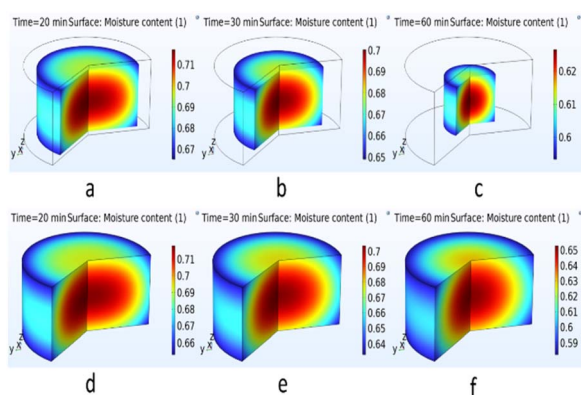 Time=20 min Surface: Moisture content (1)
Time=30 min Surface: Moisture content (1)
Time=60 min Surface: Moisture content (1)
0.71
0.7
0.69
0.68
0.67
z
y x
a
0.7
0.69
0.68
0.67
0.66
0.65
z
y x
b
0.62
0.61
0.6
z
y x
c
Time=20 min Surface: Moisture content (1)
Time=30 min Surface: Moisture content (1)
Time=60 min Surface: Moisture content (1)
0.71
0.7
0.69
0.68
0.67
0.66
z
y x
d
0.7
0.69
0.68
0.67
0.66
0.65
0.64
z
y x
e
0.65
0.64
0.63
0.62
0.61
0.6
0.59
z
y x
f